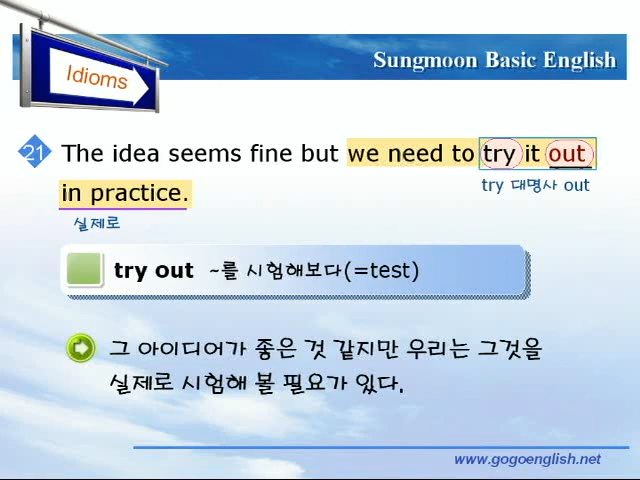 Sungmoon Basic English
Idioms
21 The idea seems fine but we need to try it out
try 대명사 out
in practice.
실제로
try out ~를 시험해보다(=test)
그 아이디어가 좋은 것 같지만 우리는 그것을
실제로 시험해 볼 필요가 있다.
www.gogoenglish.net